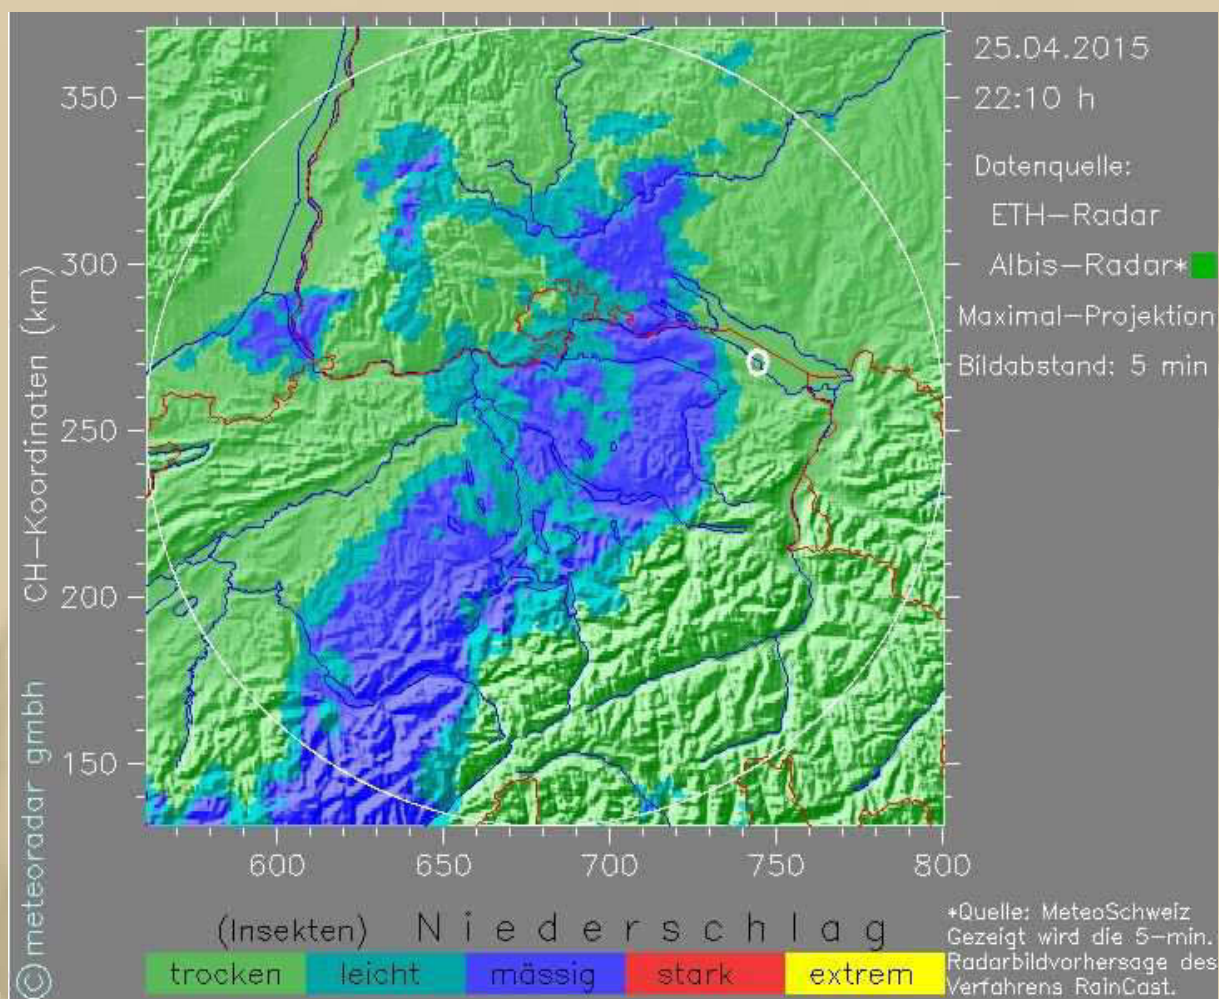 25.04.2015
22:10 h
Datenquelle:
ETH-Radar
Albis-Radar*
Maximal-Projektion
Bildabstand: 5 min
350
300
250
200
150
CH-Koordinaten (km)
© meteoradar gmbh
600 650 700 750 800
(Insekten) Niederschlag
trocken leicht mässig stark extrem
*Quelle: MeteoSchweiz
Gezeigt wird die 5-min.
Radarbildvorhersage des
Verfahrens RainCast.